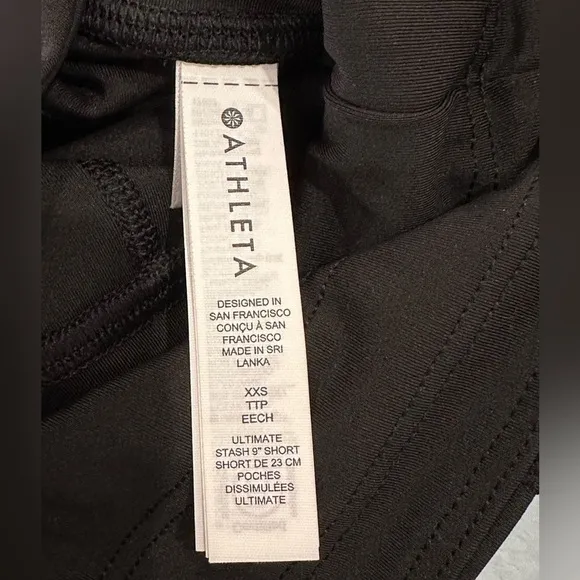 ATHLETA
DESIGNED IN
SAN FRANCISCO
CONÇU À SAN
FRANCISCO
MADE IN SRI
LANKA
XXS
TTP
EECH
ULTIMATE
STASH 9" SHORT
SHORT DE 23 CM
POCHES
DISSIMULÉES
ULTIMATE